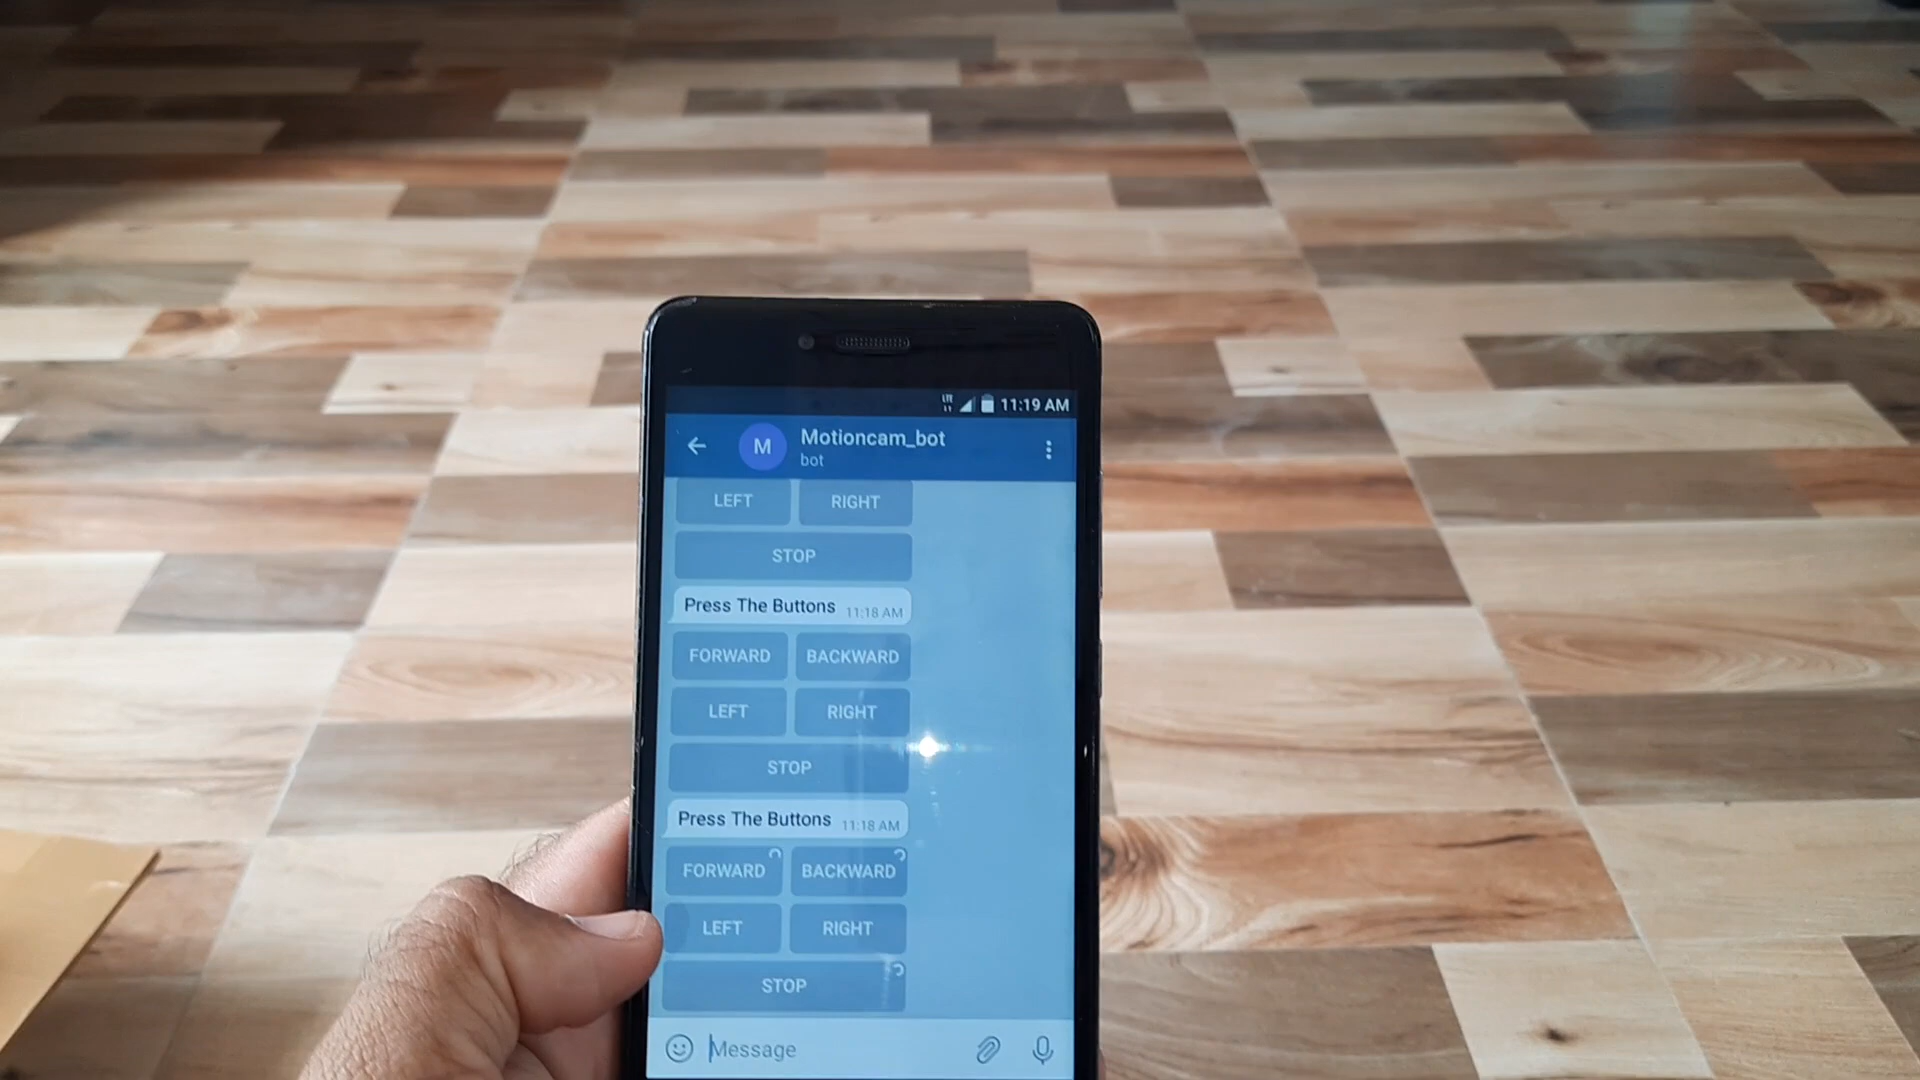 LTE 11:19 AM
M Motioncam_bot
bot
LEFT RIGHT
STOP
Press The Buttons 11:18 AM
FORWARD BACKWARD
LEFT RIGHT
STOP
Press The Buttons 11:18 AM
FORWARD BACKWARD
LEFT RIGHT
STOP
Message